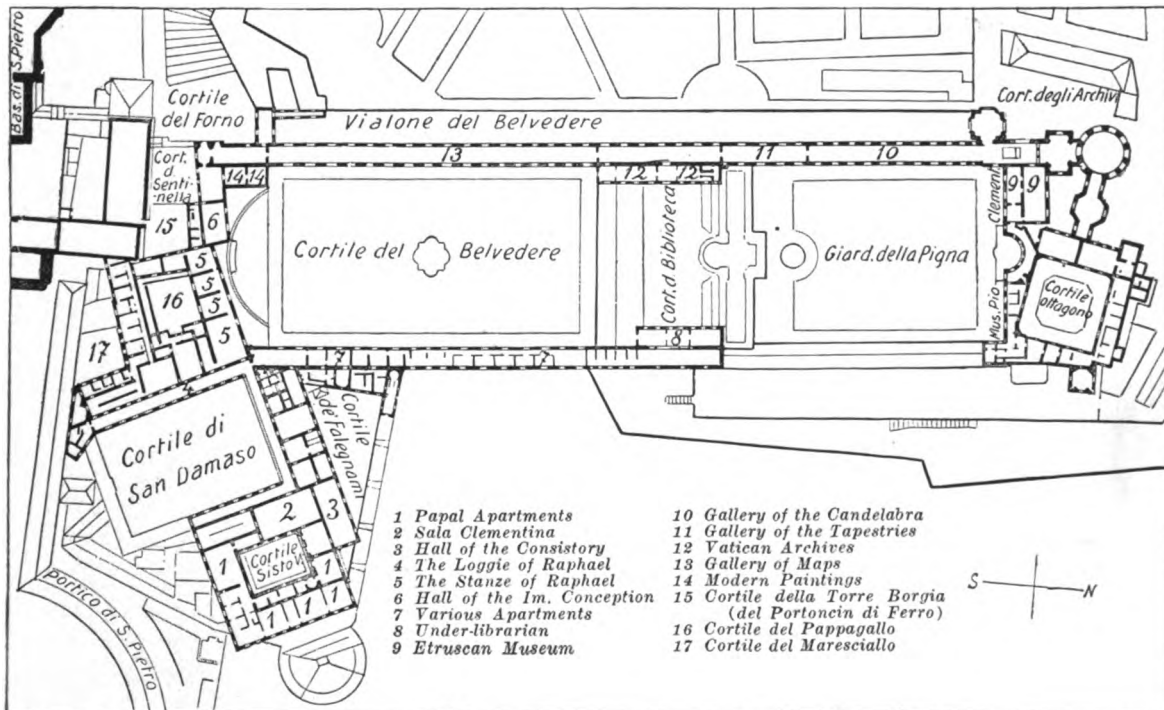 Bas. di S. Pietro
Cortile
del Forno
Vialone del Belvedere
Cort. degli Archivi
Cort.
d.
Senti-
nella
13
11
10
14 14
12 12
9 9
15
6
Mus. Pio Clement.
5
5
5
5
16
17
Cortile del Belvedere
Cort. d. Biblioteca
Giard. della Pigna
Cortile
ottagono
8
7
7
4
Cortile di
San Damaso
Cortile
de' Falegnami
2
3
Cortile
Sisto V.
1
1
1
1
1
Portico di S. Pietro
1 Papal Apartments
2 Sala Clementina
3 Hall of the Consistory
4 The Loggie of Raphael
5 The Stanze of Raphael
6 Hall of the Im. Conception
7 Various Apartments
8 Under-librarian
9 Etruscan Museum
10 Gallery of the Candelabra
11 Gallery of the Tapestries
12 Vatican Archives
13 Gallery of Maps
14 Modern Paintings
15 Cortile della Torre Borgia
(del Portoncin di Ferro)
16 Cortile del Pappagallo
17 Cortile del Maresciallo
S N